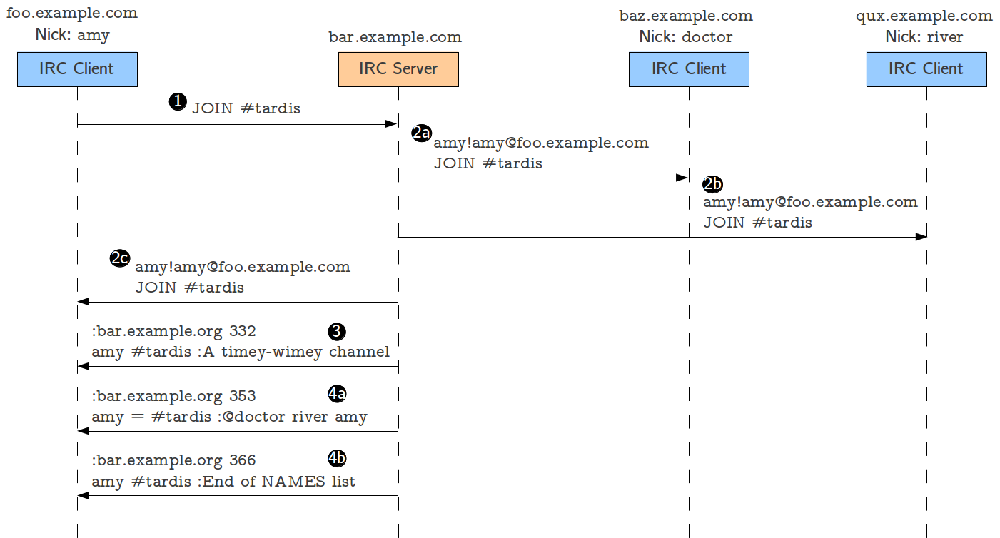 foo.example.com
Nick: amy
IRC Client
bar.example.com
IRC Server
baz.example.com
Nick: doctor
IRC Client
qux.example.com
Nick: river
IRC Client
1
JOIN #tardis
2a
amy!amy@foo.example.com
JOIN #tardis
2b
amy!amy@foo.example.com
JOIN #tardis
2c
amy!amy@foo.example.com
JOIN #tardis
3
:bar.example.org 332
amy #tardis :A timey-wimey channel
4a
:bar.example.org 353
amy = #tardis :@doctor river amy
4b
:bar.example.org 366
amy #tardis :End of NAMES list